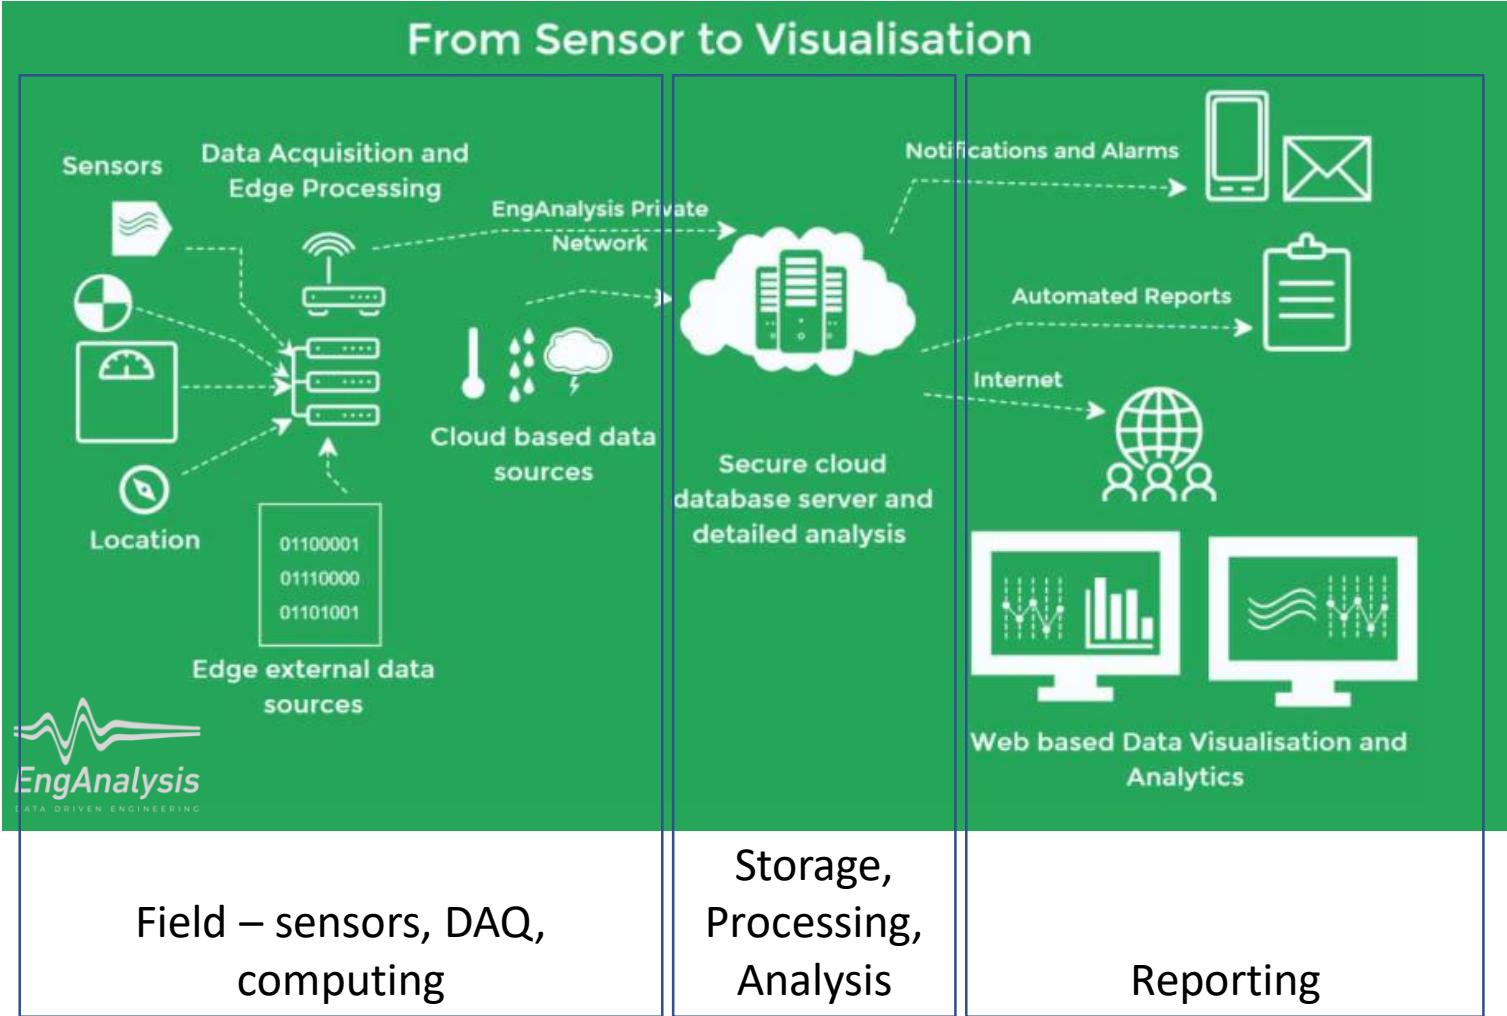 From Sensor to Visualisation
Sensors
Data Acquisition and
Edge Processing
EngAnalysis Private
Network
Cloud based data
sources
Location
01100001
01110000
01101001
Edge external data
sources
EngAnalysis
DATA DRIVEN ENGINEERING
Secure cloud
database server and
detailed analysis
Notifications and Alarms
Automated Reports
Internet
Web based Data Visualisation and
Analytics
Field – sensors, DAQ,
computing
Storage,
Processing,
Analysis
Reporting